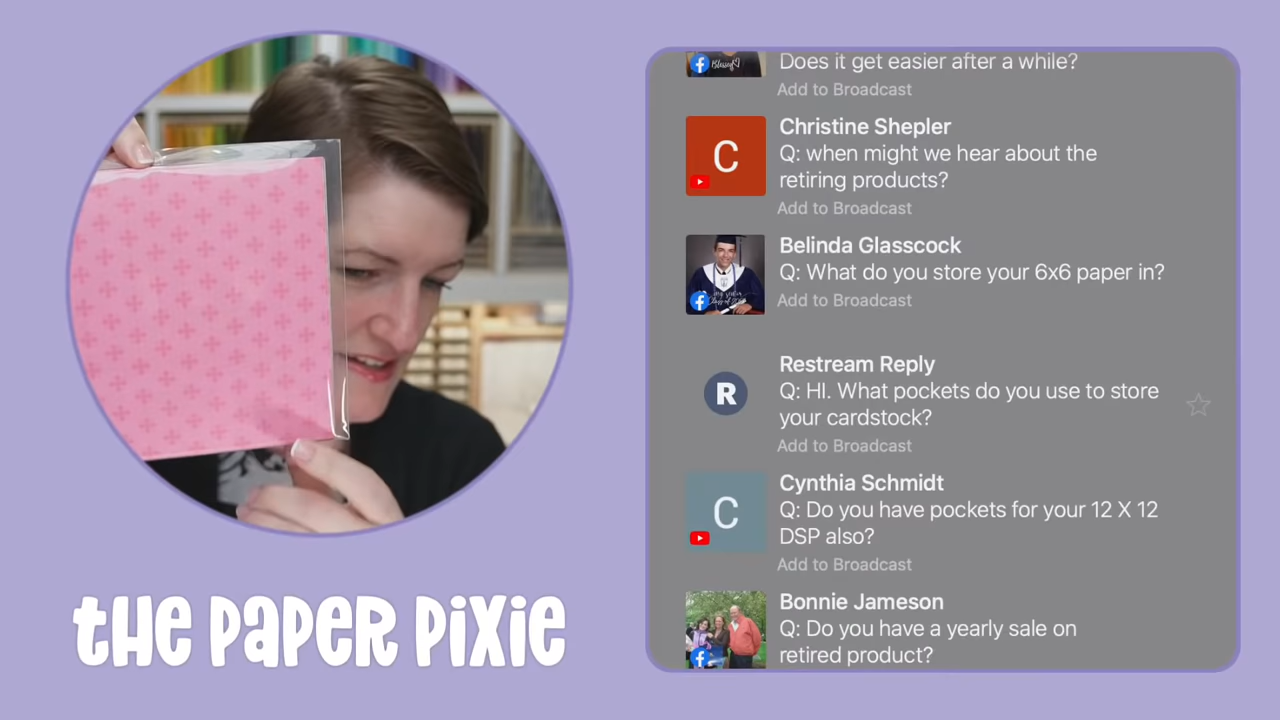 the paper pixie
Does it get easier after a while?
Add to Broadcast
Christine Shepler
Q: when might we hear about the
retiring products?
Add to Broadcast
Belinda Glasscock
Q: What do you store your 6x6 paper in?
Add to Broadcast
Restream Reply
Q: HI. What pockets do you use to store
your cardstock?
Add to Broadcast
Cynthia Schmidt
Q: Do you have pockets for your 12 X 12
DSP also?
Add to Broadcast
Bonnie Jameson
Q: Do you have a yearly sale on
retired product?
C
R
C